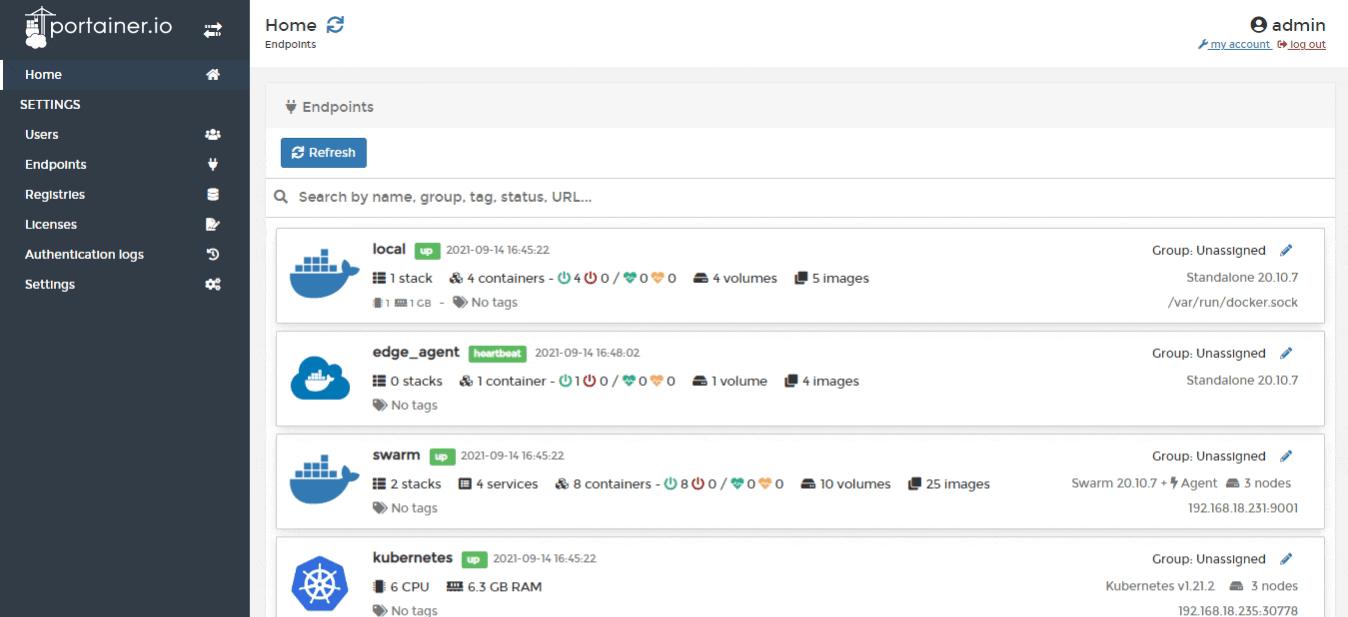 portainer.io
Home
SETTINGS
Users
Endpoints
Registries
Licenses
Authentication logs
Settings
Home
Endpoints
admin
my account log out
Endpoints
Refresh
Search by name, group, tag, status, URL...
local up 2021-09-14 16:45:22 Group: Unassigned
1 stack 4 containers - 4 0 / 0 0 4 volumes 5 images Standalone 20.10.7
1 1 GB - No tags /var/run/docker.sock
edge_agent heartbeat 2021-09-14 16:48:02 Group: Unassigned
0 stacks 1 container - 1 0 / 0 0 1 volume 4 images Standalone 20.10.7
No tags
swarm up 2021-09-14 16:45:22 Group: Unassigned
2 stacks 4 services 8 containers - 8 0 / 0 0 10 volumes 25 images Swarm 20.10.7 + Agent 3 nodes
No tags 192.168.18.231:9001
kubernetes up 2021-09-14 16:45:22 Group: Unassigned
6 CPU 6.3 GB RAM Kubernetes v1.21.2 3 nodes
No tags 192.168.18.235:30778